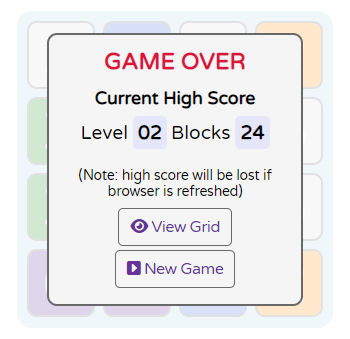 GAME OVER
Current High Score
Level 02 Blocks 24
(Note: high score will be lost if
browser is refreshed)
View Grid
New Game